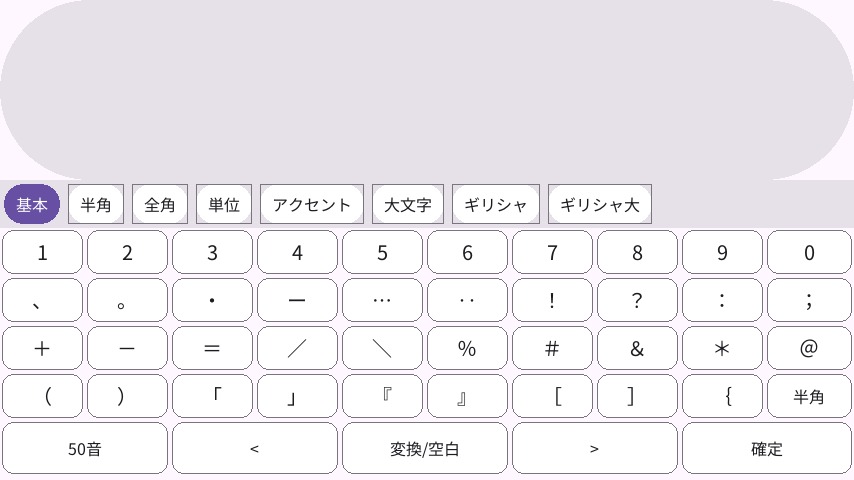 基本 半角 全角 単位 アクセント 大文字 ギリシャ ギリシャ大
1 2 3 4 5 6 7 8 9 0
、 。 ・ ー … ‥ ！ ？ ： ；
＋ － ＝ ／ ＼ % # & ＊ @
（ ） 「 」 『 』 ［ ］ ｛ 半角
50音 < 変換/空白 > 確定